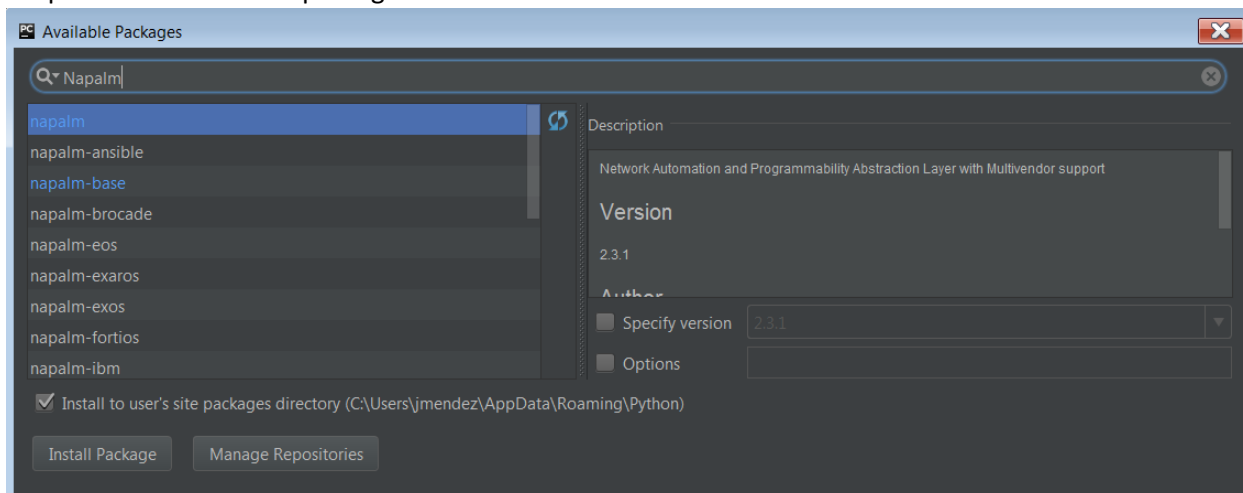 PC Available Packages
Napalm
napalm
napalm-ansible
napalm-base
napalm-brocade
napalm-eos
napalm-exaros
napalm-exos
napalm-fortios
napalm-ibm
Description
Network Automation and Programmability Abstraction Layer with Multivendor support
Version
2.3.1
Author
Specify version 2.3.1
Options
Install to user's site packages directory (C:\Users\jmendez\AppData\Roaming\Python)
Install Package Manage Repositories